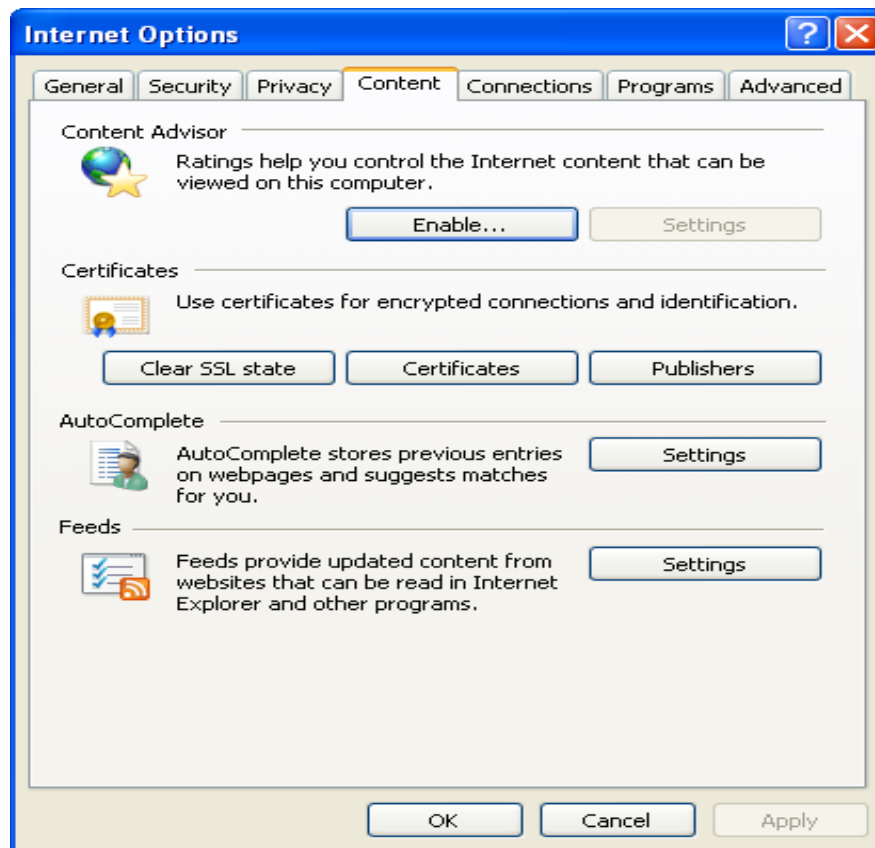 Internet Options
General Security Privacy Content Connections Programs Advanced
Content Advisor
Ratings help you control the Internet content that can be
viewed on this computer.
Enable... Settings
Certificates
Use certificates for encrypted connections and identification.
Clear SSL state Certificates Publishers
AutoComplete
AutoComplete stores previous entries
on webpages and suggests matches
for you.
Settings
Feeds
Feeds provide updated content from
websites that can be read in Internet
Explorer and other programs.
Settings
OK Cancel Apply